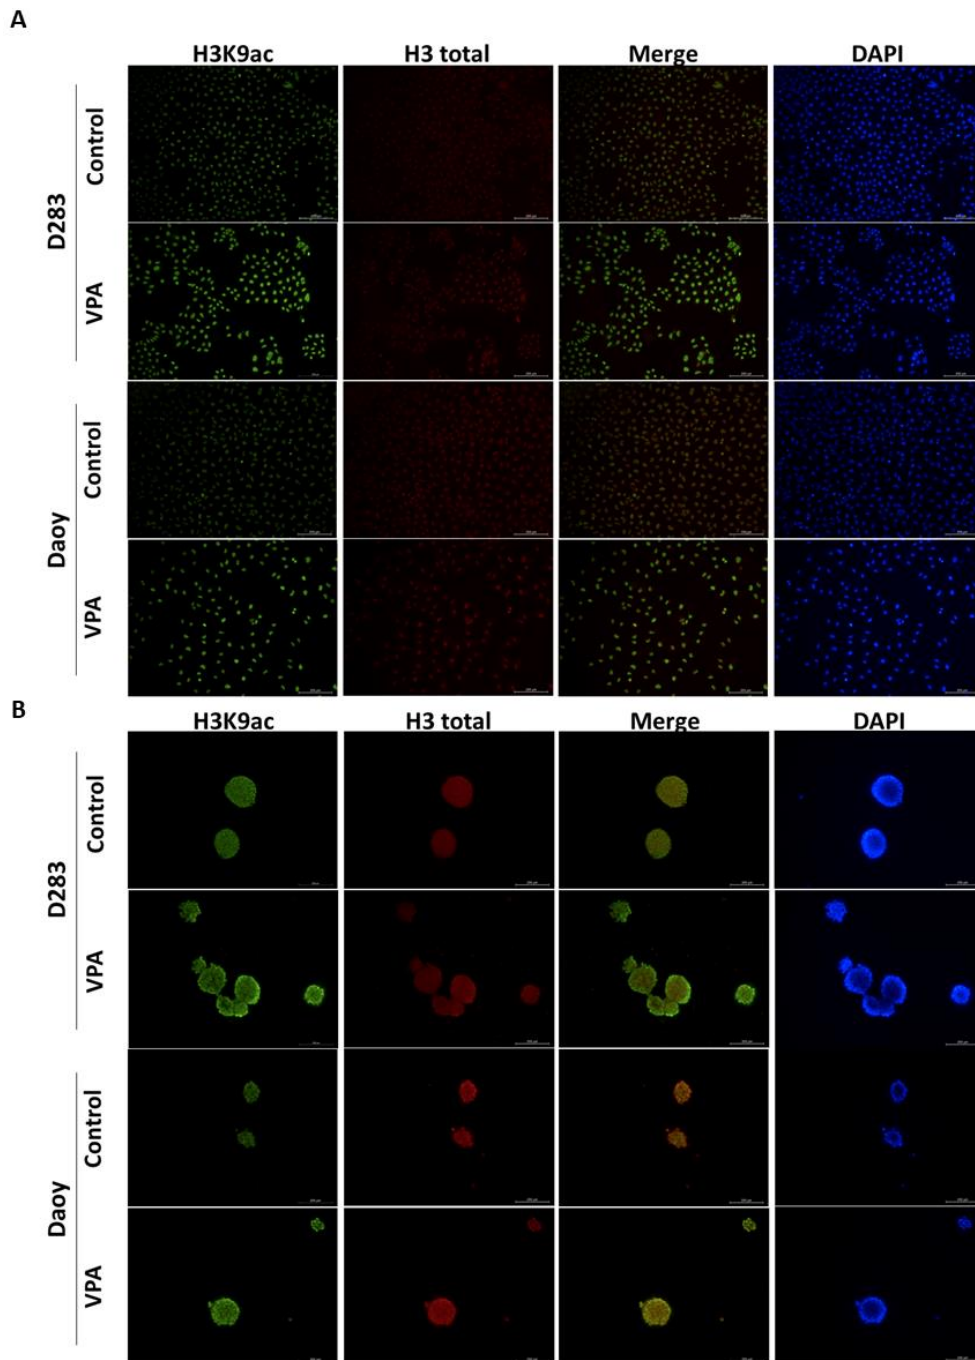 A
H3K9ac H3 total Merge DAPI
D283
Control
VPA
Daoy
Control
VPA
B
H3K9ac H3 total Merge DAPI
D283
Control
VPA
Daoy
Control
VPA